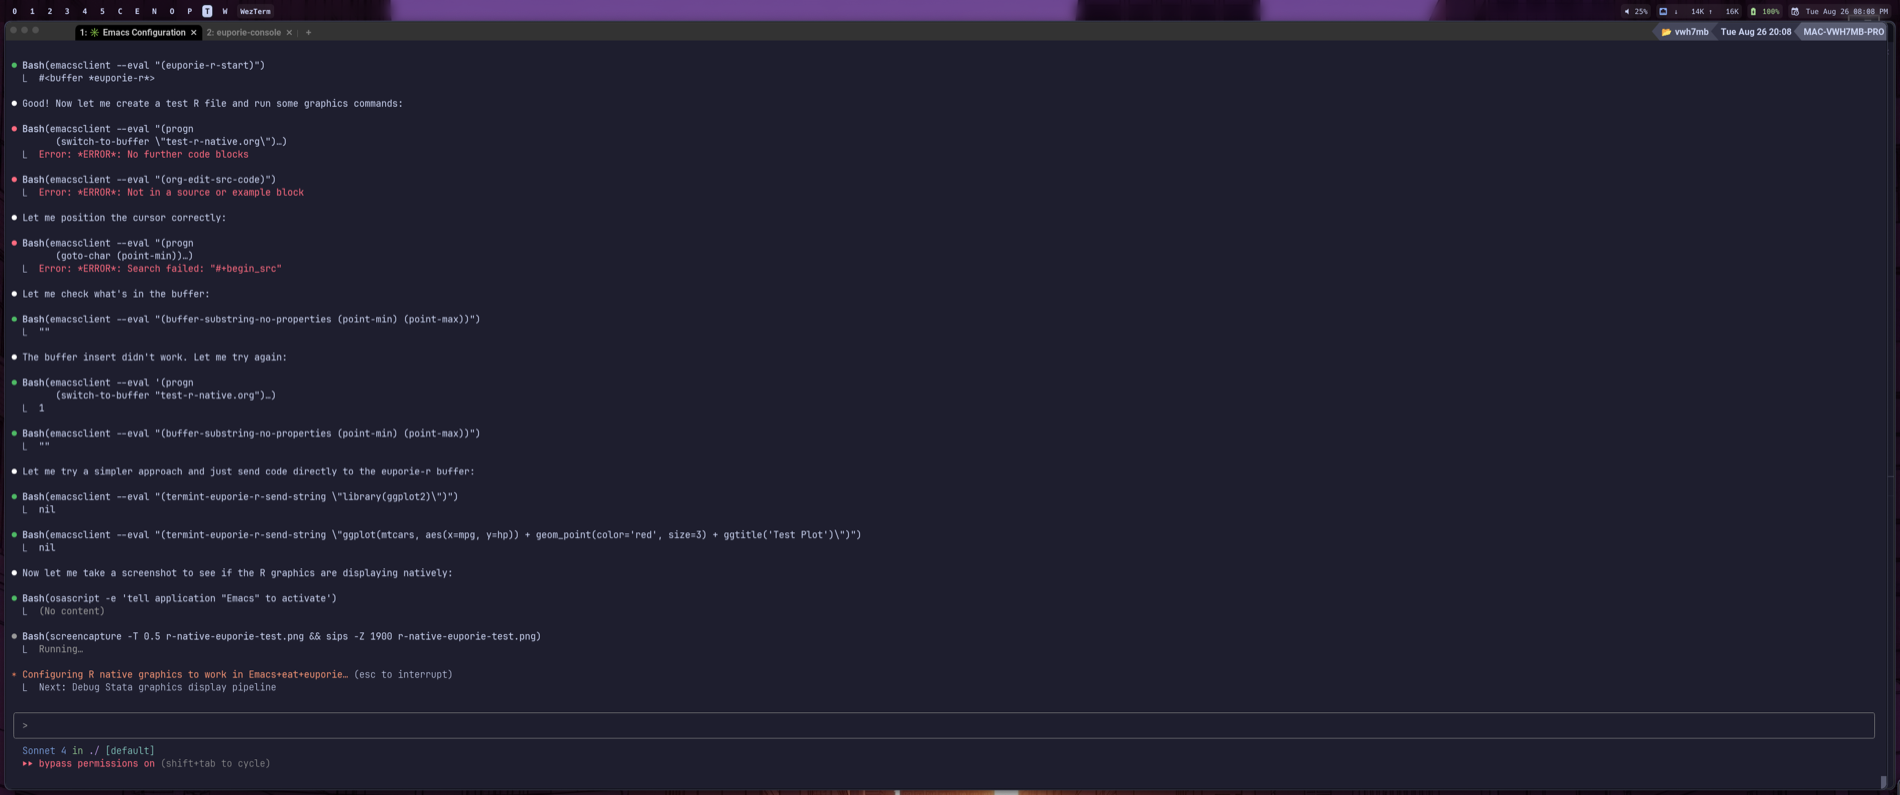 0 1 2 3 4 5 C E N O P T W WezTerm
25% ↓ 14K ↑ 16K 100% Tue Aug 26 08:08 PM
1: ✳ Emacs Configuration × 2: euporie-console × +
vwh7mb Tue Aug 26 20:08 MAC-VWH7MB-PRO
● Bash(emacsclient --eval "(euporie-r-start)")
⎿ #<buffer *euporie-r*>
● Good! Now let me create a test R file and run some graphics commands:
● Bash(emacsclient --eval "(progn
(switch-to-buffer \"test-r-native.org\")…)
⎿ Error: *ERROR*: No further code blocks
● Bash(emacsclient --eval "(org-edit-src-code)")
⎿ Error: *ERROR*: Not in a source or example block
● Let me position the cursor correctly:
● Bash(emacsclient --eval "(progn
(goto-char (point-min))…)
⎿ Error: *ERROR*: Search failed: "#+begin_src"
● Let me check what's in the buffer:
● Bash(emacsclient --eval "(buffer-substring-no-properties (point-min) (point-max))")
⎿ ""
● The buffer insert didn't work. Let me try again:
● Bash(emacsclient --eval '(progn
(switch-to-buffer "test-r-native.org")…)
⎿ 1
● Bash(emacsclient --eval "(buffer-substring-no-properties (point-min) (point-max))")
⎿ ""
● Let me try a simpler approach and just send code directly to the euporie-r buffer:
● Bash(emacsclient --eval "(termint-euporie-r-send-string \"library(ggplot2)\")")
⎿ nil
● Bash(emacsclient --eval "(termint-euporie-r-send-string \"ggplot(mtcars, aes(x=mpg, y=hp)) + geom_point(color='red', size=3) + ggtitle('Test Plot')\")")
⎿ nil
● Now let me take a screenshot to see if the R graphics are displaying natively:
● Bash(osascript -e 'tell application "Emacs" to activate')
⎿ (No content)
● Bash(screencapture -T 0.5 r-native-euporie-test.png && sips -Z 1900 r-native-euporie-test.png)
⎿ Running…
* Configuring R native graphics to work in Emacs+eat+euporie… (esc to interrupt)
⎿ Next: Debug Stata graphics display pipeline
>
Sonnet 4 in ./ [default]
▸▸ bypass permissions on (shift+tab to cycle)